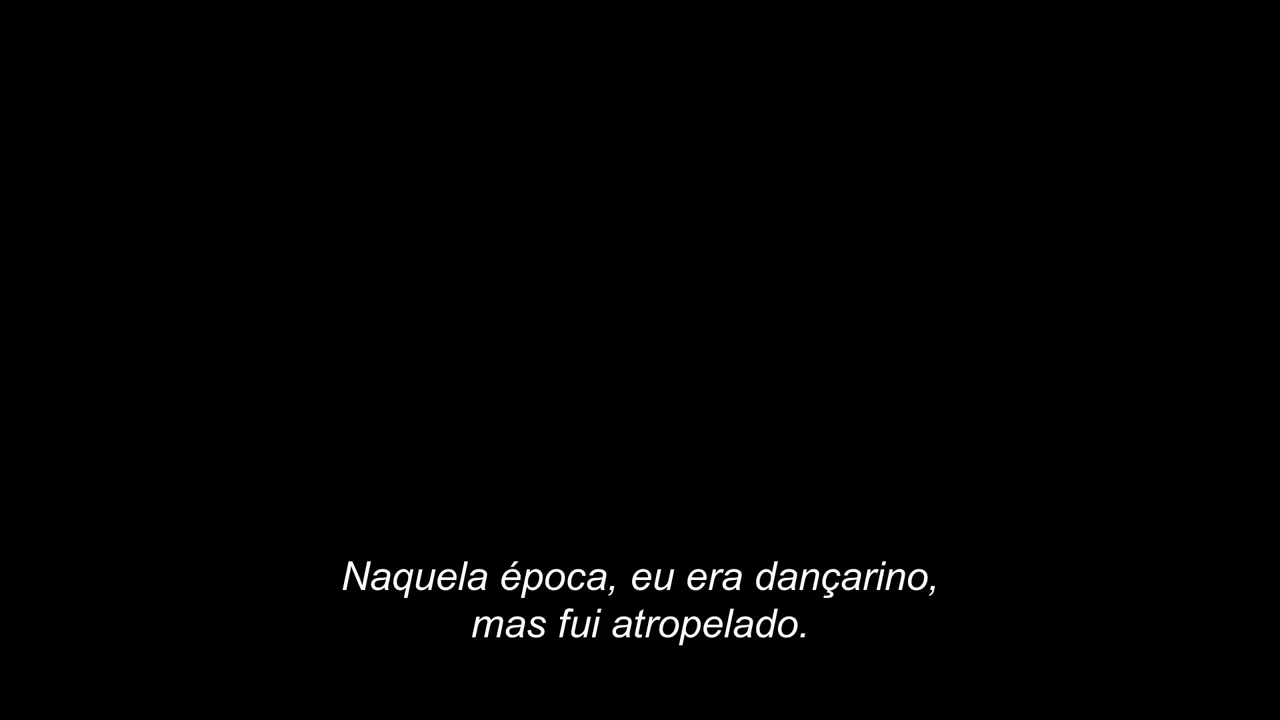 Naquela época, eu era dançarino,
mas fui atropelado.